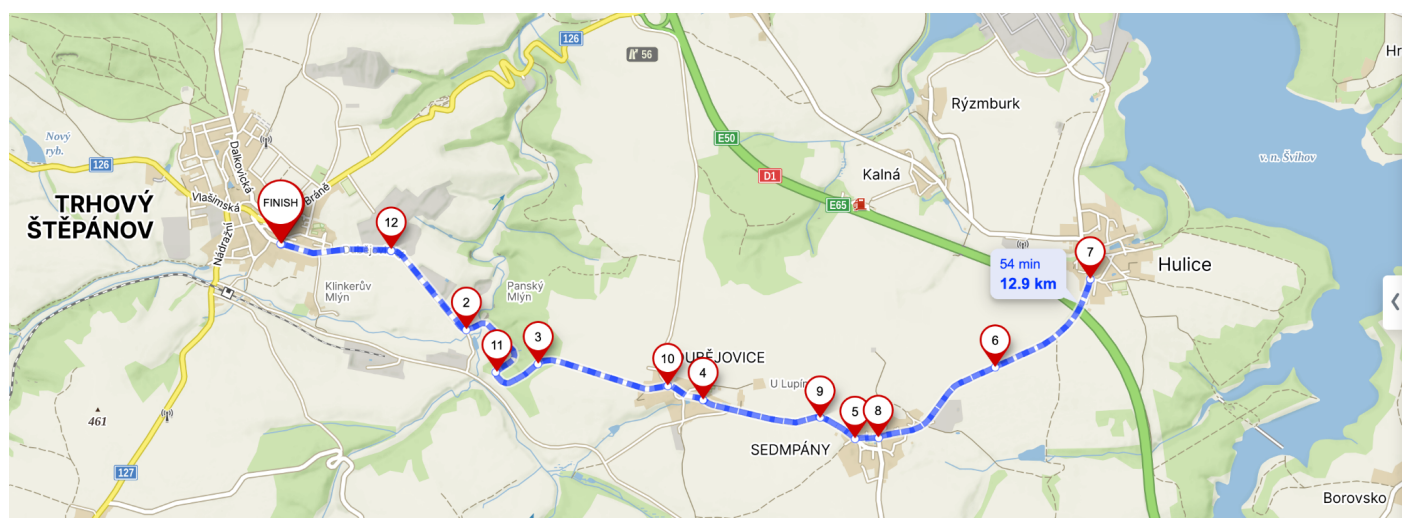 126
56
Hr
Rýzmburk
Nový
ryb.
126
Dalkovická
E50
v. n. Švihov
D1
Kalná
Vlašimská
Bráně
FINISH
E65
TRHOVÝ
ŠTĚPÁNOV
12
Nádražní
7
54 min
12.9 km
Hulice
Klinkerův
Mlýn
Panský
Mlýn
2
11
3
6
10
BĚJOVICE
4
U Lupín
9
5
8
461
SEDMPÁNY
127
Borovsko